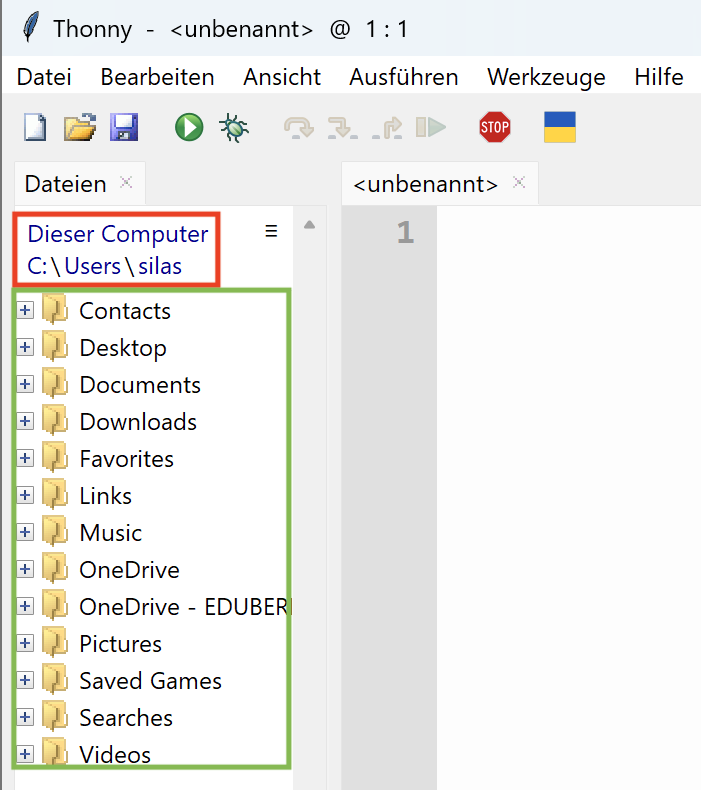 Thonny - <unbenannt> @ 1 : 1
Datei Bearbeiten Ansicht Ausführen Werkzeuge Hilfe
STOP
Dateien × <unbenannt> ×
Dieser Computer ≡
C:\Users\silas
1
Contacts
Desktop
Documents
Downloads
Favorites
Links
Music
OneDrive
OneDrive - EDUBER
Pictures
Saved Games
Searches
Videos